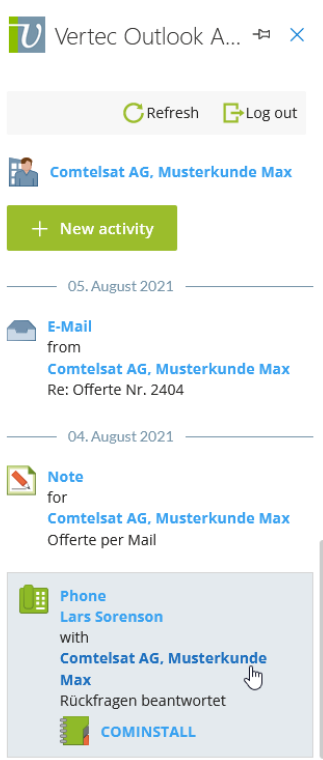 Vertec Outlook A...
Refresh Log out
Comtelsat AG, Musterkunde Max
+ New activity
05. August 2021
E-Mail
from
Comtelsat AG, Musterkunde Max
Re: Offerte Nr. 2404
04. August 2021
Note
for
Comtelsat AG, Musterkunde Max
Offerte per Mail
Phone
Lars Sorenson
with
Comtelsat AG, Musterkunde
Max
Rückfragen beantwortet
COMINSTALL